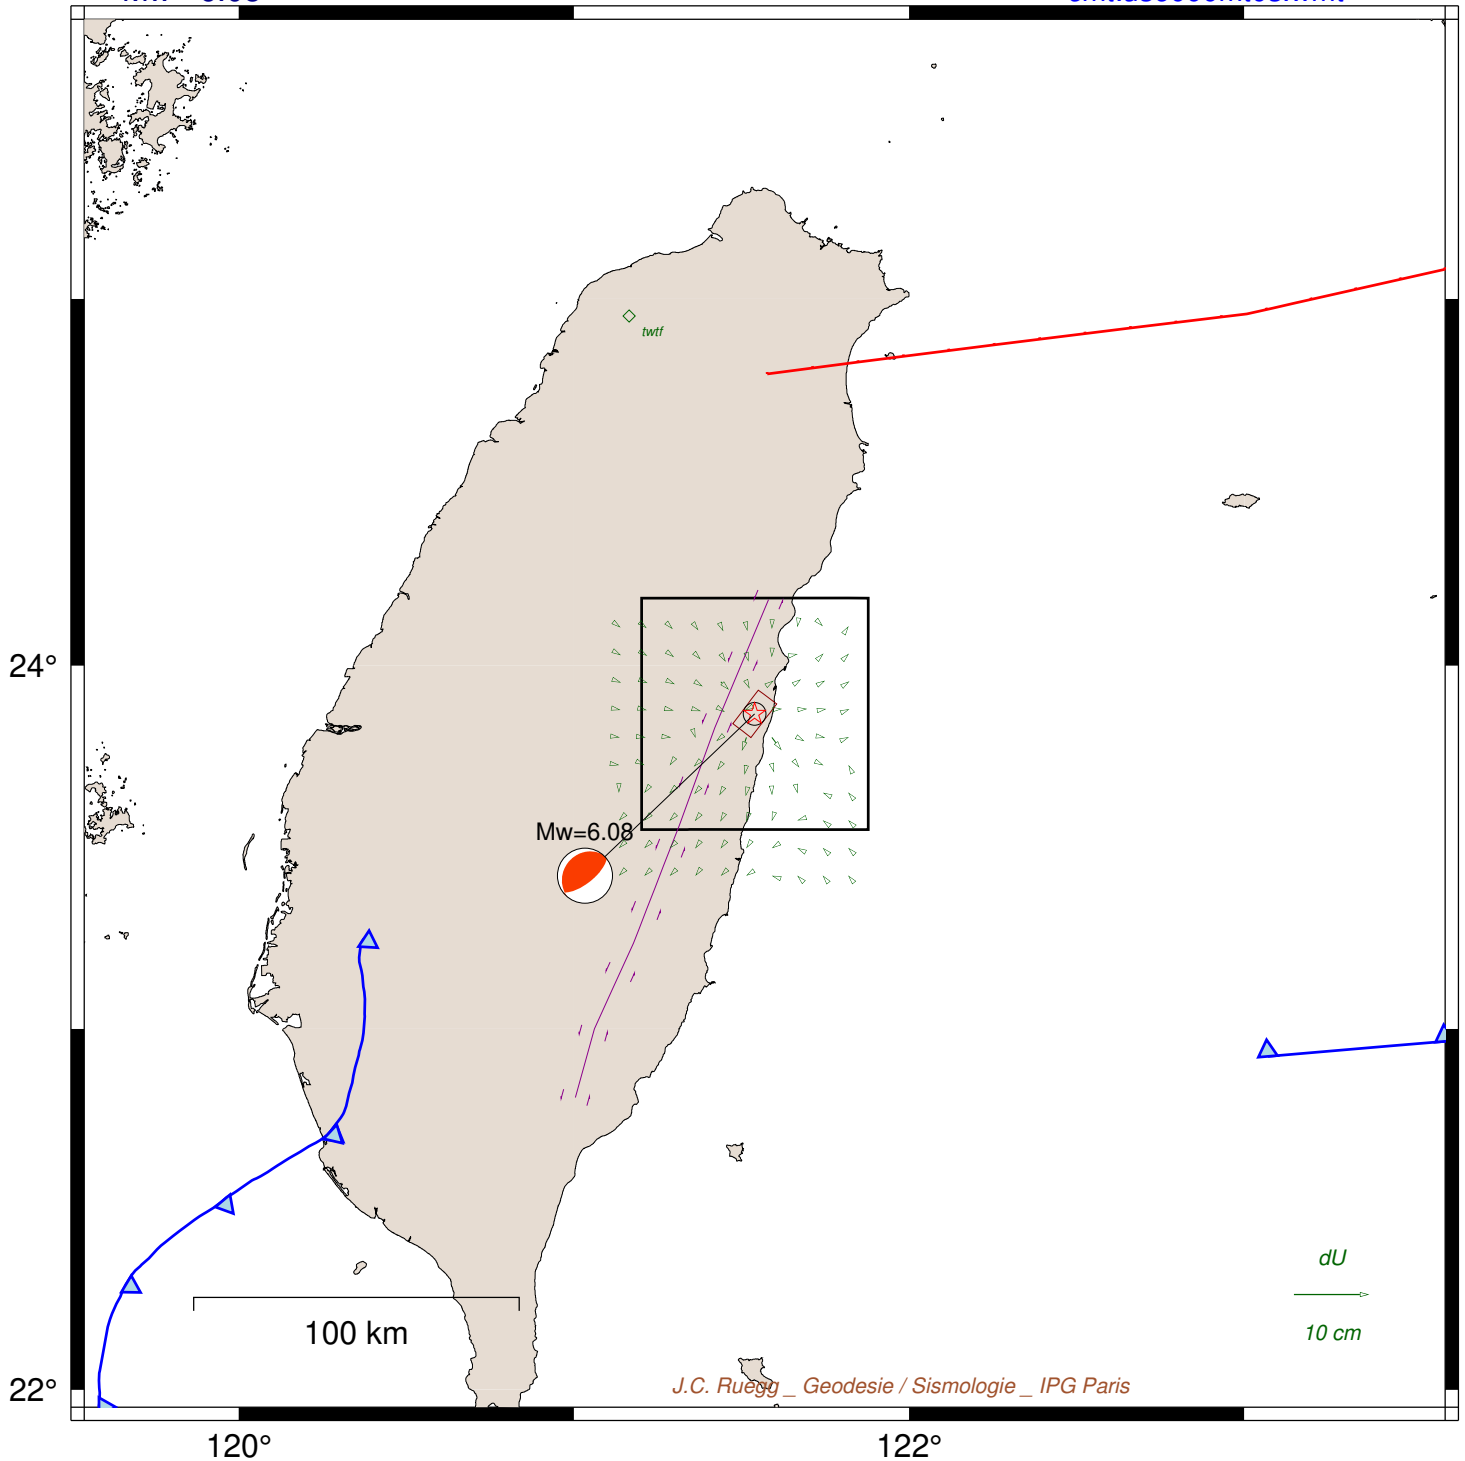 twtf
24°
Mw=6.08
dU
100 km
10 cm
22°
J.C. Ruegg _ Geodesie / Sismologie _ IPG Paris
120°
122°